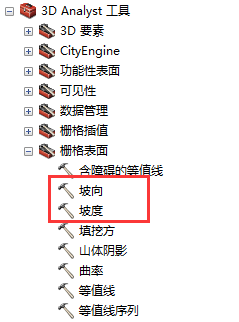 3D Analyst 工具
3D 要素
CityEngine
功能性表面
可见性
数据管理
栅格插值
栅格表面
含障碍的等值线
坡向
坡度
填挖方
山体阴影
曲率
等值线
等值线序列